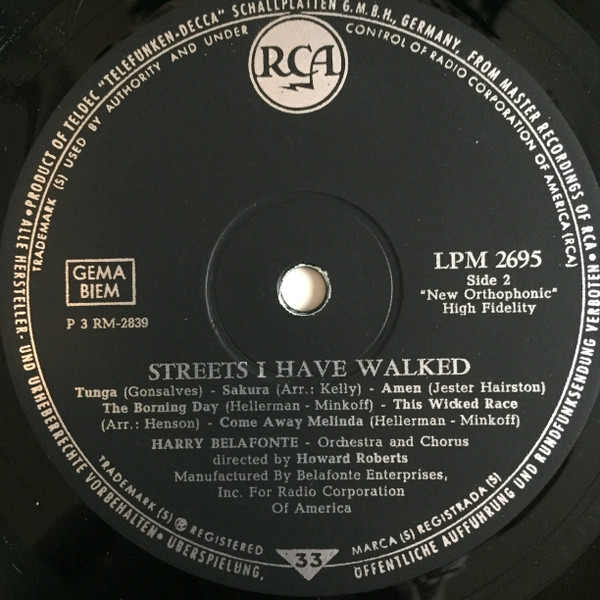 PRODUCT OF TELDEC "TELEFUNKEN-DECCA" SCHALLPLATTEN G.M.B.H., GERMANY, FROM MASTER RECORDINGS OF RCA •
TRADEMARK (S) USED BY AUTHORITY AND UNDER CONTROL OF RADIO CORPORATION OF AMERICA (RCA)
RCA
GEMA
BIEM
P 3 RM-2839
LPM 2695
Side 2
"New Orthophonic"
High Fidelity
STREETS I HAVE WALKED
Tunga (Gonsalves) - Sakura (Arr.: Kelly) - Amen (Jester Hairston)
The Borning Day (Hellerman - Minkoff) - This Wicked Race
(Arr.: Henson) - Come Away Melinda (Hellerman - Minkoff)
HARRY BELAFONTE - Orchestra and Chorus
directed by Howard Roberts
Manufactured By Belafonte Enterprises,
Inc. For Radio Corporation
Of America
TRADEMARK (S) ® REGISTERED
MARCA (S) REGISTRADA (S)
33
• ALLE HERSTELLER- UND URHEBERRECHTE VORBEHALTEN • ÜBERSPIELUNG, ÖFFENTLICHE AUFFÜHRUNG UND RUNDFUNKSENDUNG VERBOTEN